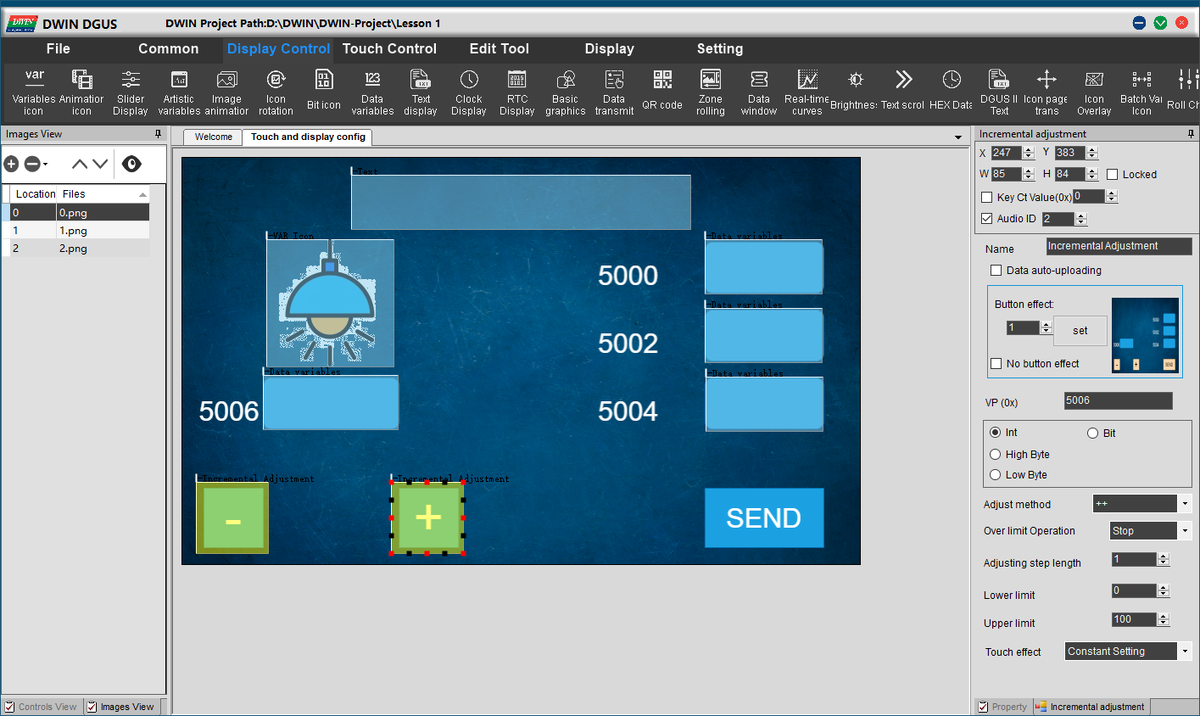 DWIN DWIN DGUS DWIN Project Path:D:\DWIN\DWIN-Project\Lesson 1
File Common Display Control Touch Control Edit Tool Display Setting
var
Variables icon
Animatior icon
Slider Display
Artistic variables
Image animatior
Icon rotation
Bit icon
123
Data variables
Text display
Clock Display
RTC Display
Basic graphics
Data transmit
QR code
Zone rolling
Data window
Real-time curves
Brightnes:
Text scrol
HEX Data
DGUS II Text
Icon page trans
Icon Overlay
Batch Va Icon
Roll Ch
Images View
Location Files
0 0.png
1 1.png
2 2.png
Controls View Images View
Welcome Touch and display config
Text
VAR Icon
Data variables
5000
Data variables
5002
Data variables
5006
Data variables
5004
Incremental Adjustment
-
Incremental Adjustment
+
SEND
Incremental adjustment
X 247 Y 383
W 85 H 84 Locked
Key Ct Value(0x) 0
Audio ID 2
Name Incremental Adjustment
Data auto-uploading
Button effect:
1 set
No button effect
VP (0x) 5006
Int Bit
High Byte
Low Byte
Adjust method ++
Over limit Operation Stop
Adjusting step length 1
Lower limit 0
Upper limit 100
Touch effect Constant Setting
Property Incremental adjustment